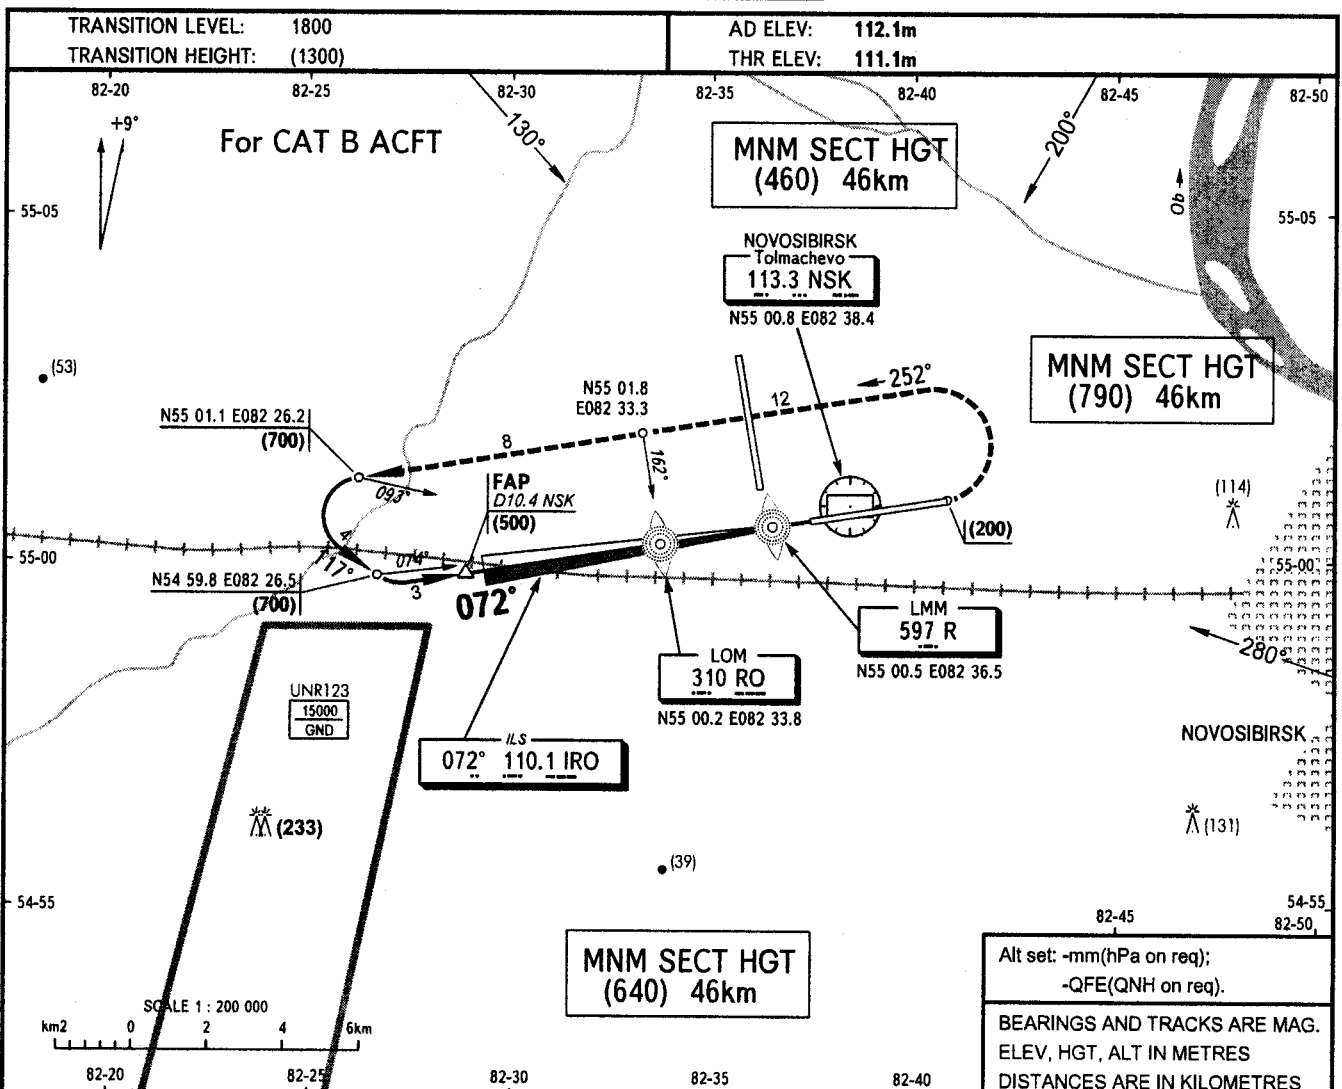 TRANSITION LEVEL: 1800
TRANSITION HEIGHT: (1300)
AD ELEV: 112.1m
THR ELEV: 111.1m
82-20 82-25 82-30 82-35 82-40 82-45 82-50
+9°
For CAT B ACFT
130°
MNM SECT HGT
(460) 46km
200°
Ob
55-05
55-05
NOVOSIBIRSK
Tolmachevo
113.3 NSK
N55 00.8 E082 38.4
(53)
MNM SECT HGT
(790) 46km
N55 01.8
E082 33.3
12
252°
N55 01.1 E082 26.2
(700)
8
162°
093°
FAP
D10.4 NSK
(500)
(114)
(200)
4
117°
074°
55-00
55-00
N54 59.8 E082 26.5
(700)
3
072°
LMM
597 R
N55 00.5 E082 36.5
280°
LOM
310 RO
N55 00.2 E082 33.8
UNR123
15000
GND
ILS
072° 110.1 IRO
NOVOSIBIRSK
(233)
(131)
(39)
54-55
54-55
82-45
82-50
MNM SECT HGT
(640) 46km
Alt set: -mm(hPa on req);
-QFE(QNH on req).
SCALE 1 : 200 000
km2 0 2 4 6km
BEARINGS AND TRACKS ARE MAG.
ELEV, HGT, ALT IN METRES
DISTANCES ARE IN KILOMETRES
82-20 82-25 82-30 82-35 82-40